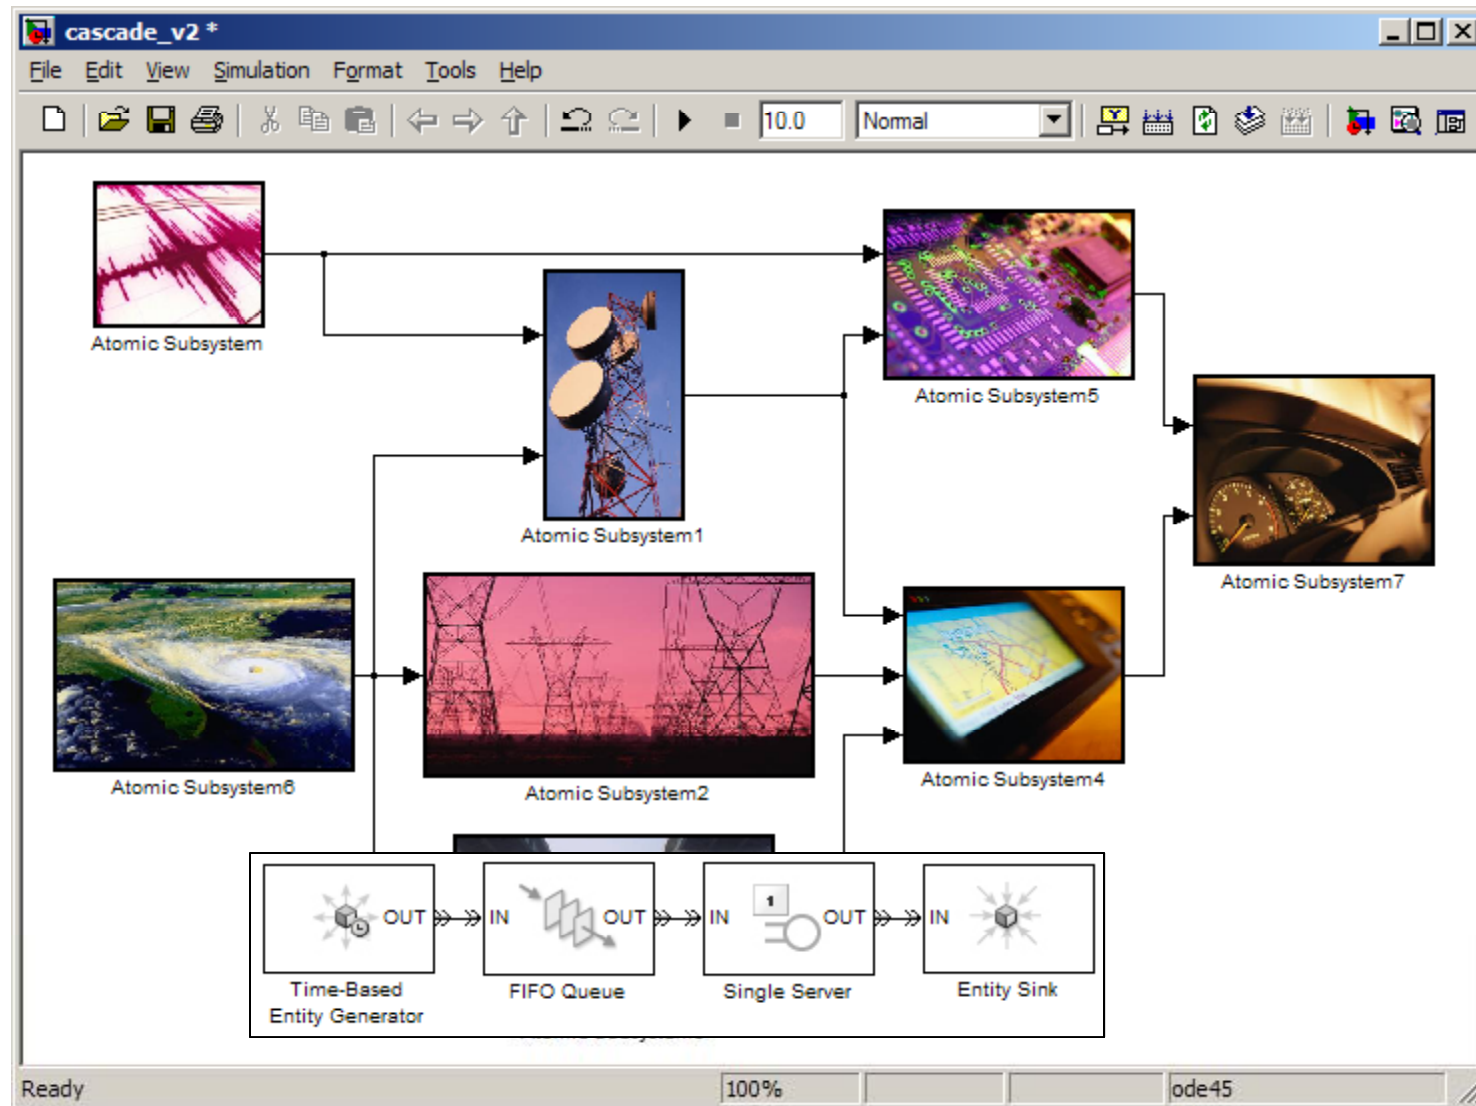 cascade_v2 *
File Edit View Simulation Format Tools Help
10.0 Normal
Atomic Subsystem
Atomic Subsystem5
Atomic Subsystem1
Atomic Subsystem7
Atomic Subsystem6
Atomic Subsystem2
Atomic Subsystem4
OUT IN OUT IN 1 OUT IN
Time-Based
Entity Generator
FIFO Queue
Single Server
Entity Sink
Ready 100% ode45